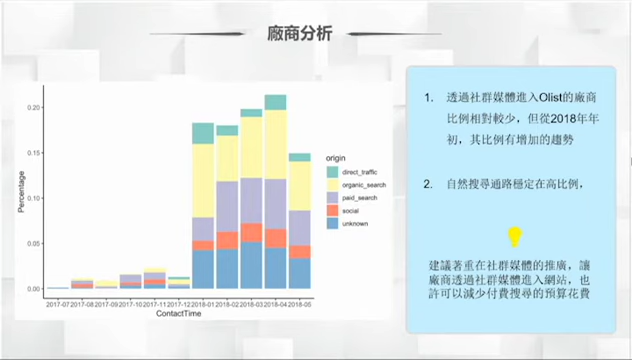 廠商分析
0.20
0.15
0.10
0.05
0.00
Percentage
2017-07
2017-08
2017-09
2017-10
2017-11
2017-12
2018-01
2018-02
2018-03
2018-04
2018-05
ContactTime
origin
direct_traffic
organic_search
paid_search
social
unknown
1. 透過社群媒體進入Olist的廠商
比例相對較少，但從2018年年
初，其比例有增加的趨勢
2. 自然搜尋通路穩定在高比例，
建議著重在社群媒體的推廣，讓
廠商透過社群媒體進入網站，也
許可以減少付費搜尋的預算花費